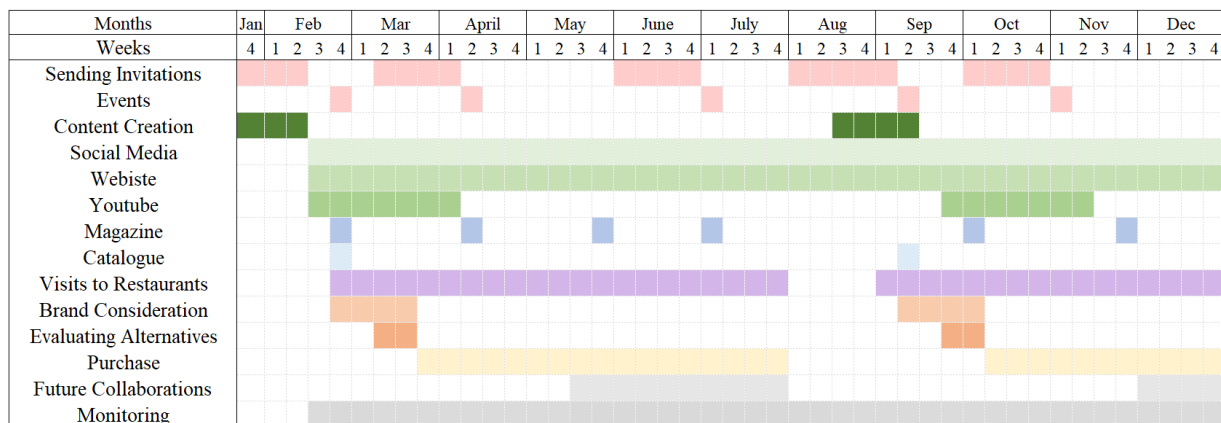 Months Jan Feb Mar April May June July Aug Sep Oct Nov Dec
Weeks 4 1 2 3 4 1 2 3 4 1 2 3 4 1 2 3 4 1 2 3 4 1 2 3 4 1 2 3 4 1 2 3 4 1 2 3 4 1 2 3 4 1 2 3 4
Sending Invitations
Events
Content Creation
Social Media
Webiste
Youtube
Magazine
Catalogue
Visits to Restaurants
Brand Consideration
Evaluating Alternatives
Purchase
Future Collaborations
Monitoring